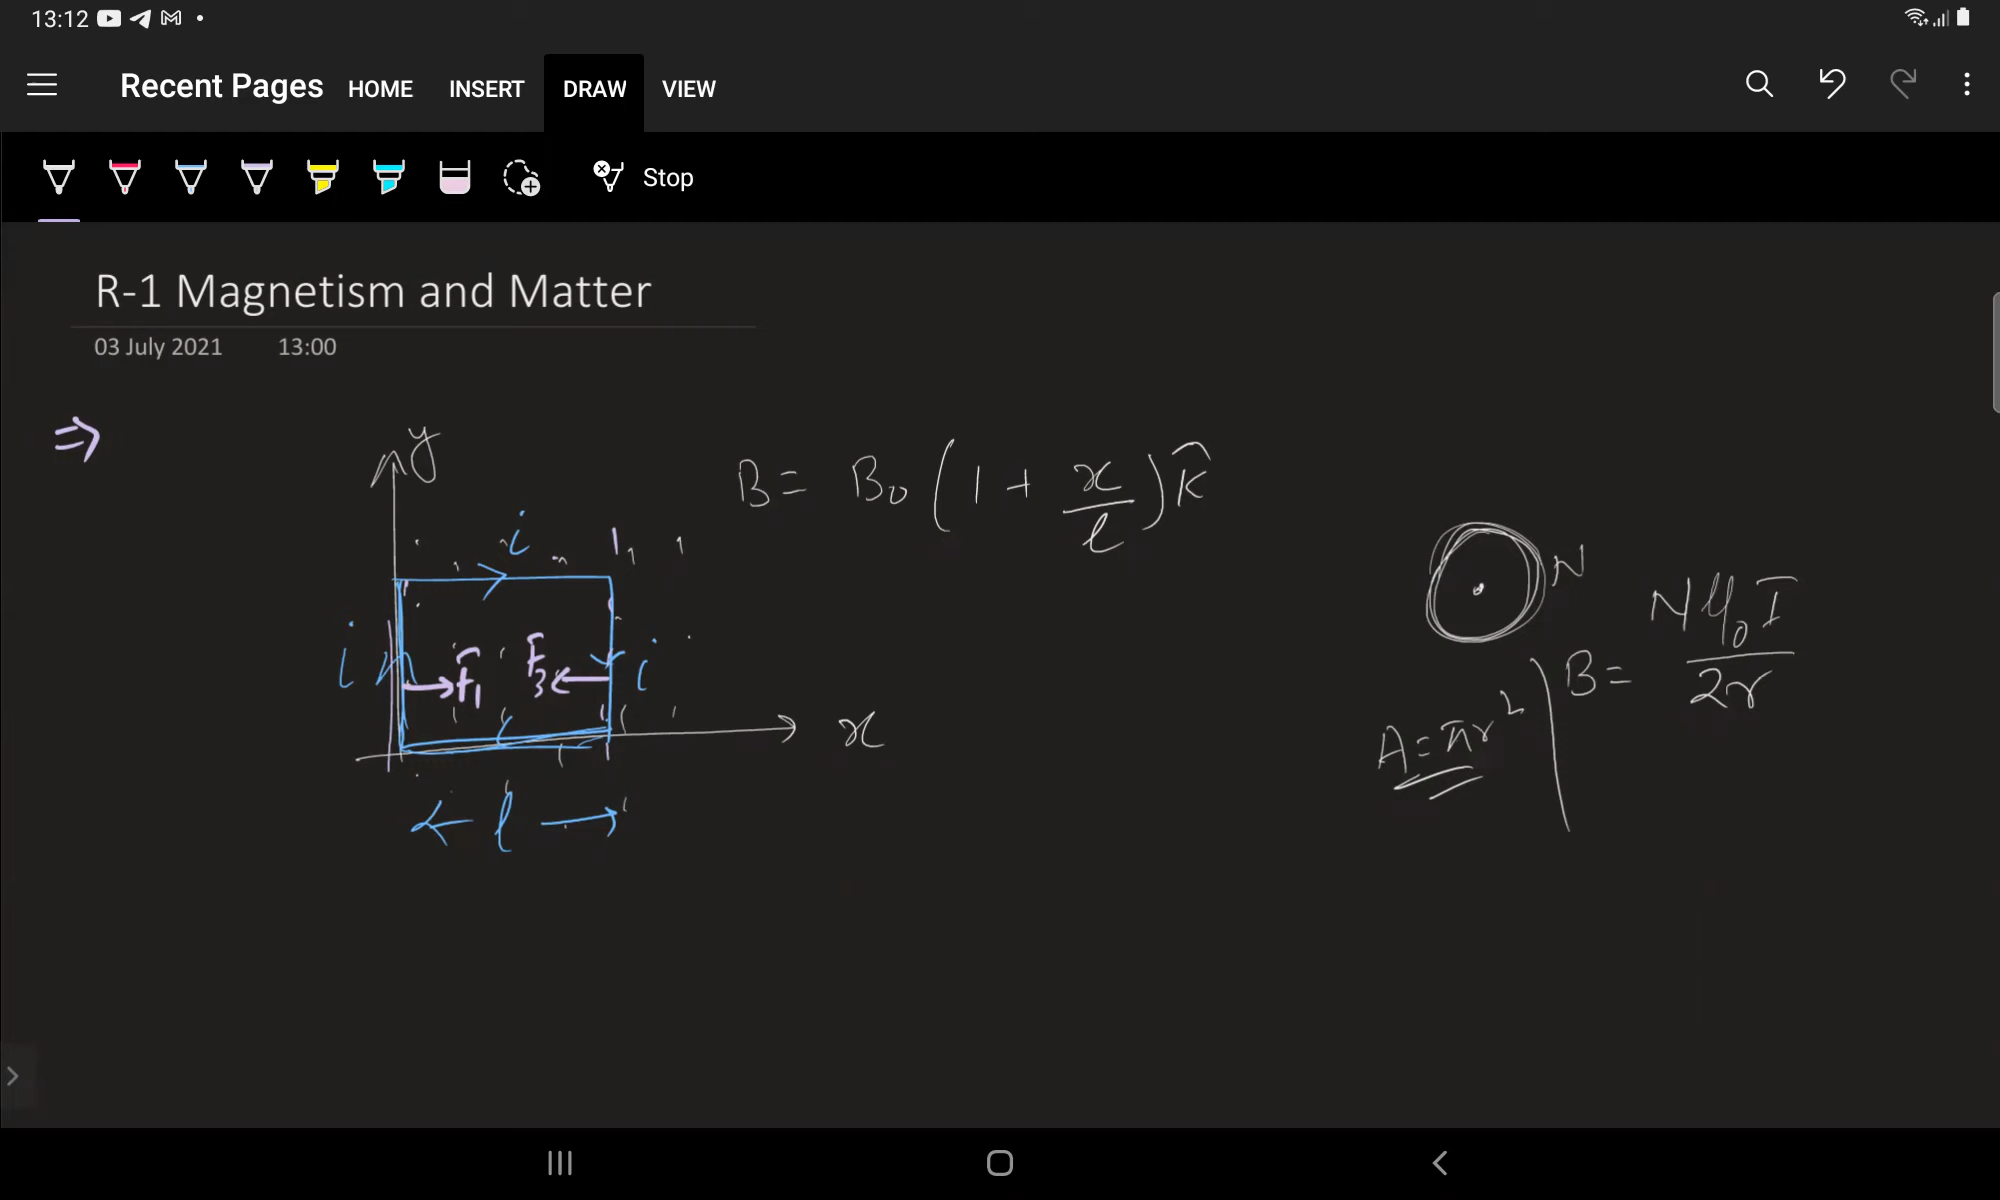 13:12
Recent Pages HOME INSERT DRAW VIEW
Stop
R-1 Magnetism and Matter
03 July 2021 13:00
⇒
y
B = B₀ (1 + x/l) k̂
i
N
i F₁ F₃ i
B = Nμ₀I/2r
A = πr²
x
← l →